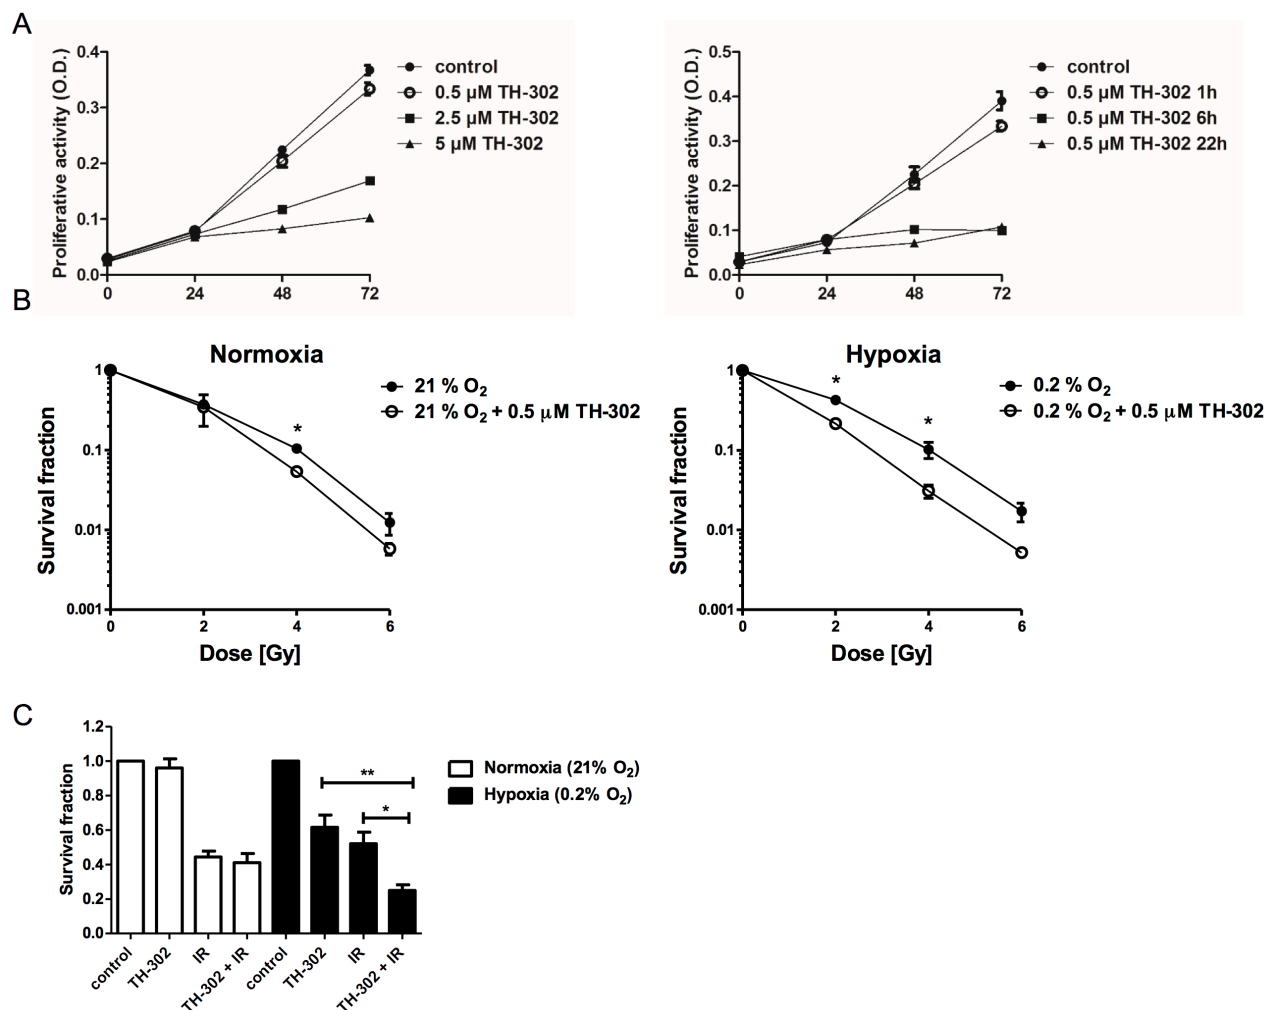 A
Proliferative activity (O.D.)
0.4
0.3
0.2
0.1
0.0
0 24 48 72
control
0.5 µM TH-302
2.5 µM TH-302
5 µM TH-302
Proliferative activity (O.D.)
0.5
0.4
0.3
0.2
0.1
0.0
0 24 48 72
control
0.5 µM TH-302 1h
0.5 µM TH-302 6h
0.5 µM TH-302 22h
B
Normoxia
Survival fraction
1
0.1
0.01
0.001
*
0 2 4 6
Dose [Gy]
21 % O₂
21 % O₂ + 0.5 µM TH-302
Hypoxia
Survival fraction
1
0.1
0.01
0.001
*
*
0 2 4 6
Dose [Gy]
0.2 % O₂
0.2 % O₂ + 0.5 µM TH-302
C
Survival fraction
1.2
1.0
0.8
0.6
0.4
0.2
0.0
**
*
control
TH-302
IR
TH-302 + IR
control
TH-302
IR
TH-302 + IR
Normoxia (21% O₂)
Hypoxia (0.2% O₂)